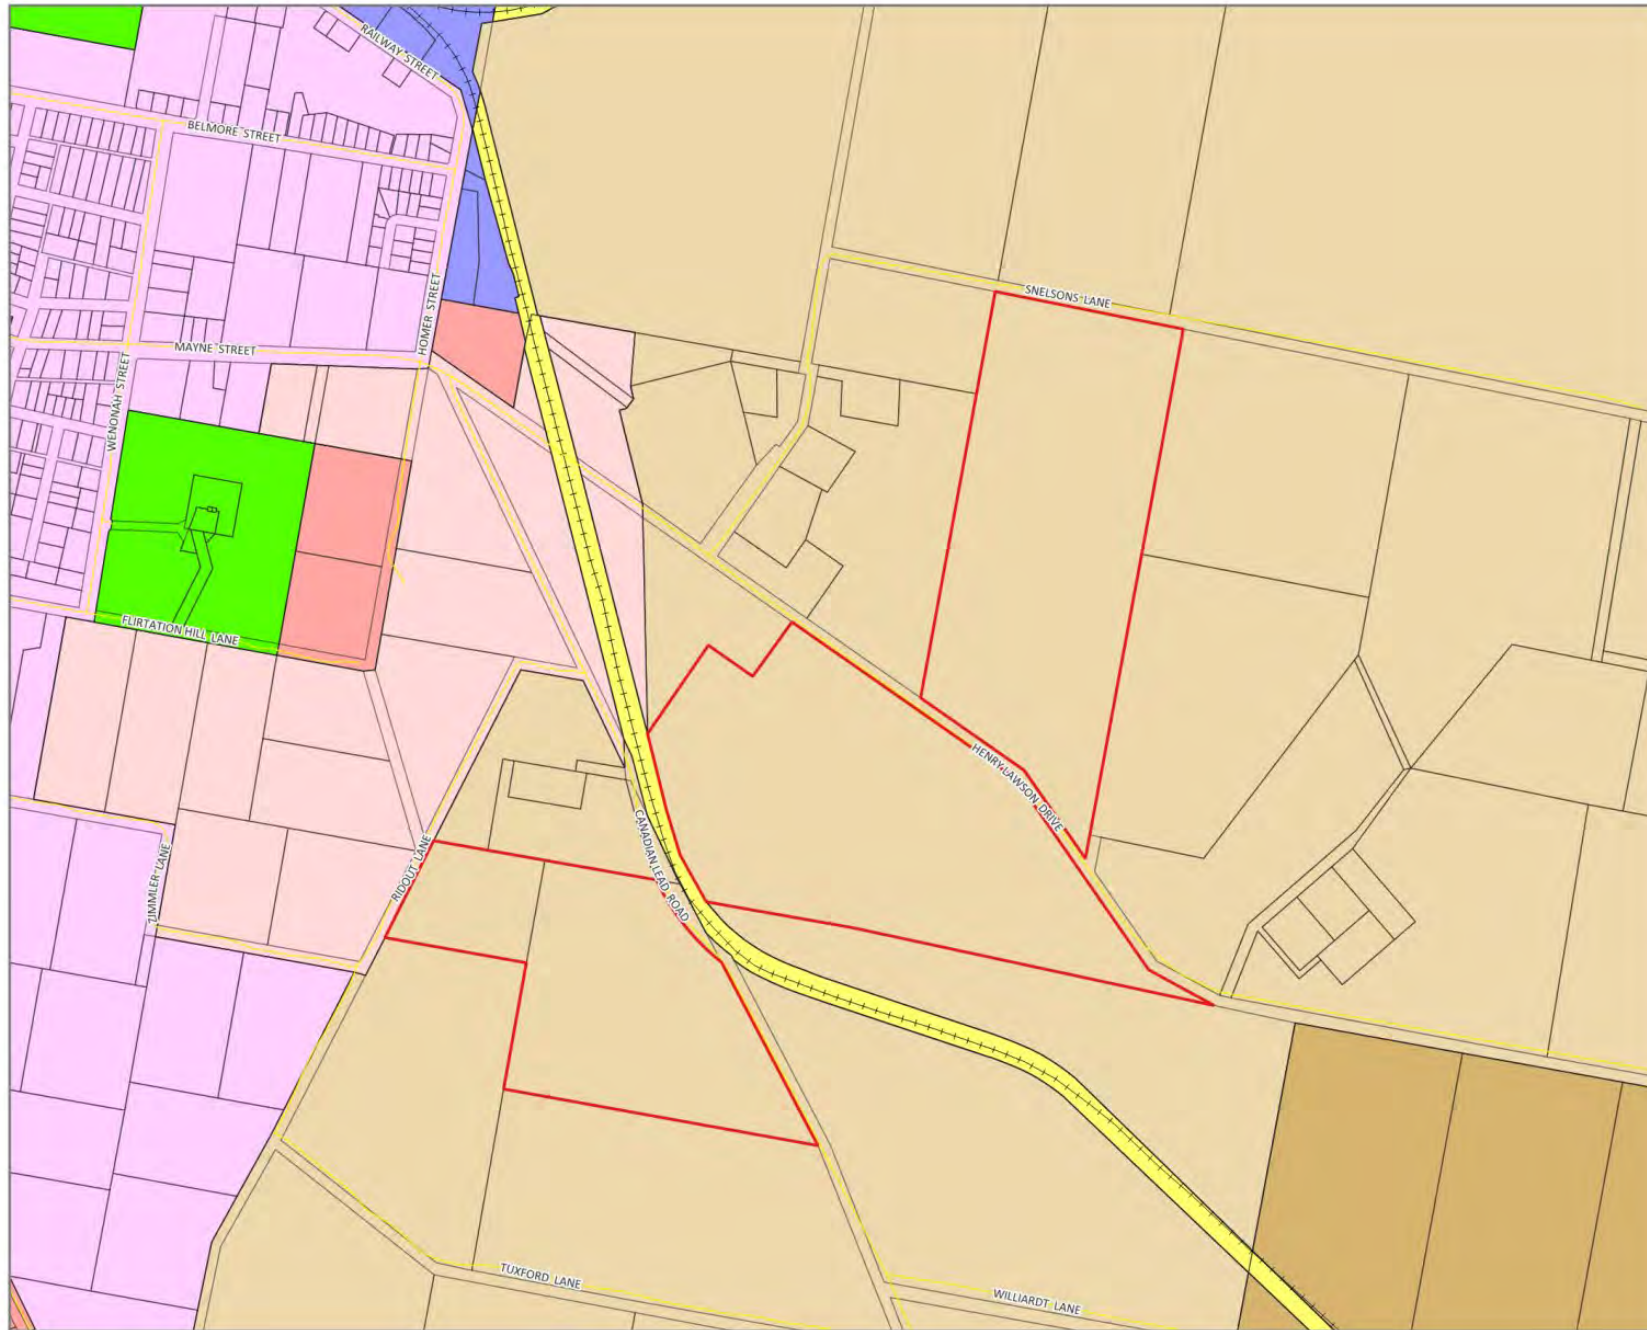 RAILWAY STREET
BELMORE STREET
HOMER STREET
SNELSONS LANE
MAYNE STREET
WENONAH STREET
FLIRTATION HILL LANE
HENRY LAWSON DRIVE
CANADIAN LEAD ROAD
RIDOUT LANE
ZIMMLER LANE
TUXFORD LANE
WILLIARDT LANE